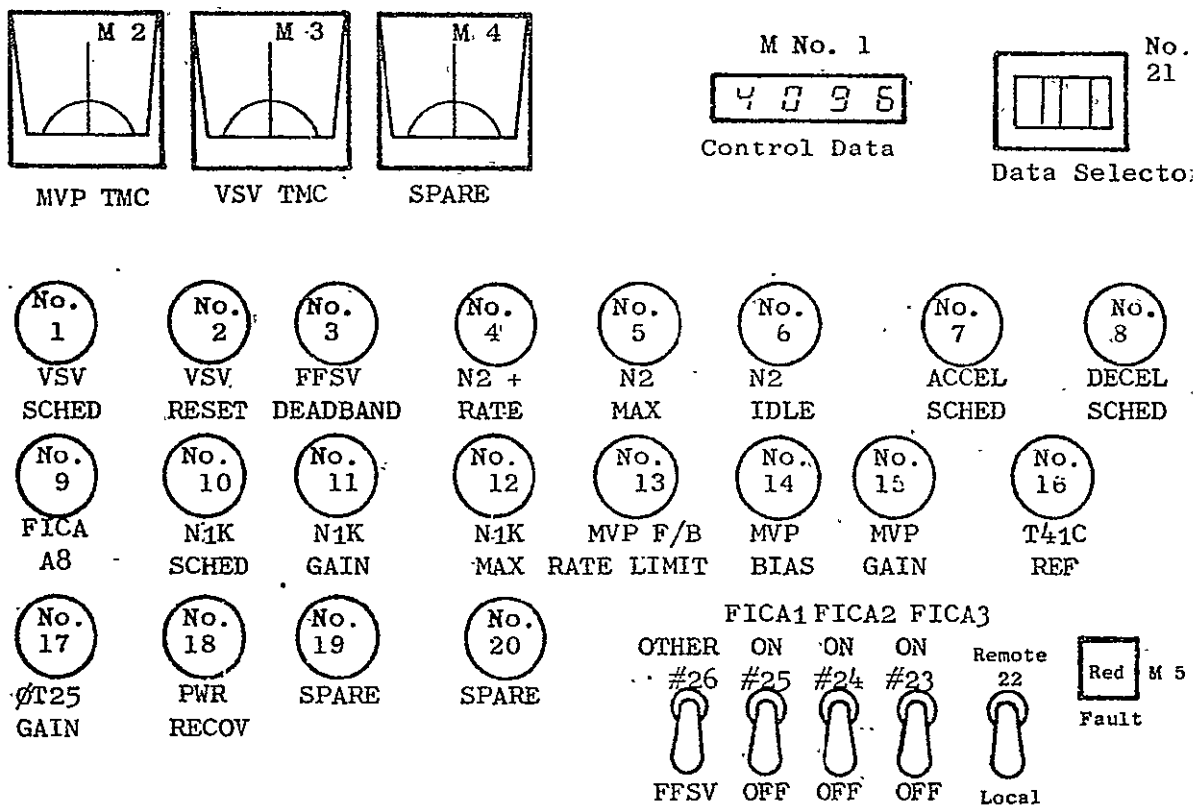 M 2 M 3 M 4 M No. 1 No.
21
4 0 9 6
MVP TMC VSV TMC SPARE Control Data Data Selector
No. No. No. No. No. No. No. No.
1 2 3 4 5 6 7 8
VSV VSV FFSV N2 + N2 N2 ACCEL DECEL
SCHED RESET DEADBAND RATE MAX IDLE SCHED SCHED
No. No. No. No. No. No. No. No.
9 10 11 12 13 14 15 16
FICA N1K N1K N1K MVP F/B MVP MVP T41C
A8 SCHED GAIN MAX RATE LIMIT BIAS GAIN REF
No. No. No. No.
17 18 19 20
ØT25 PWR SPARE SPARE
GAIN RECOV
FICA1 FICA2 FICA3
OTHER ON ON ON Remote
#26 #25 #24 #23 22 Red M 5
Fault
FFSV OFF OFF OFF Local